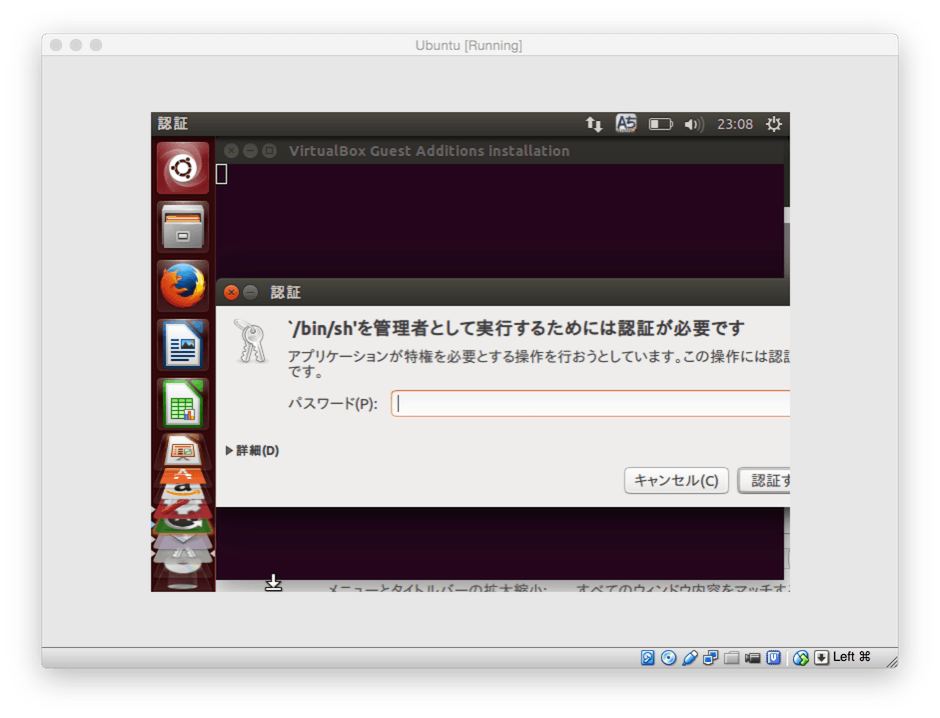 Ubuntu [Running]
認証
23:08
VirtualBox Guest Additions installation
認証
`/bin/sh'を管理者として実行するためには認証が必要です
アプリケーションが特権を必要とする操作を行おうとしています。この操作には認証
です。
パスワード(P):
詳細(D)
キャンセル(C)
認証す
メニューとタイトルバーの拡大縮小:
すべてのウィンドウ内容をマッチす
Left ⌘